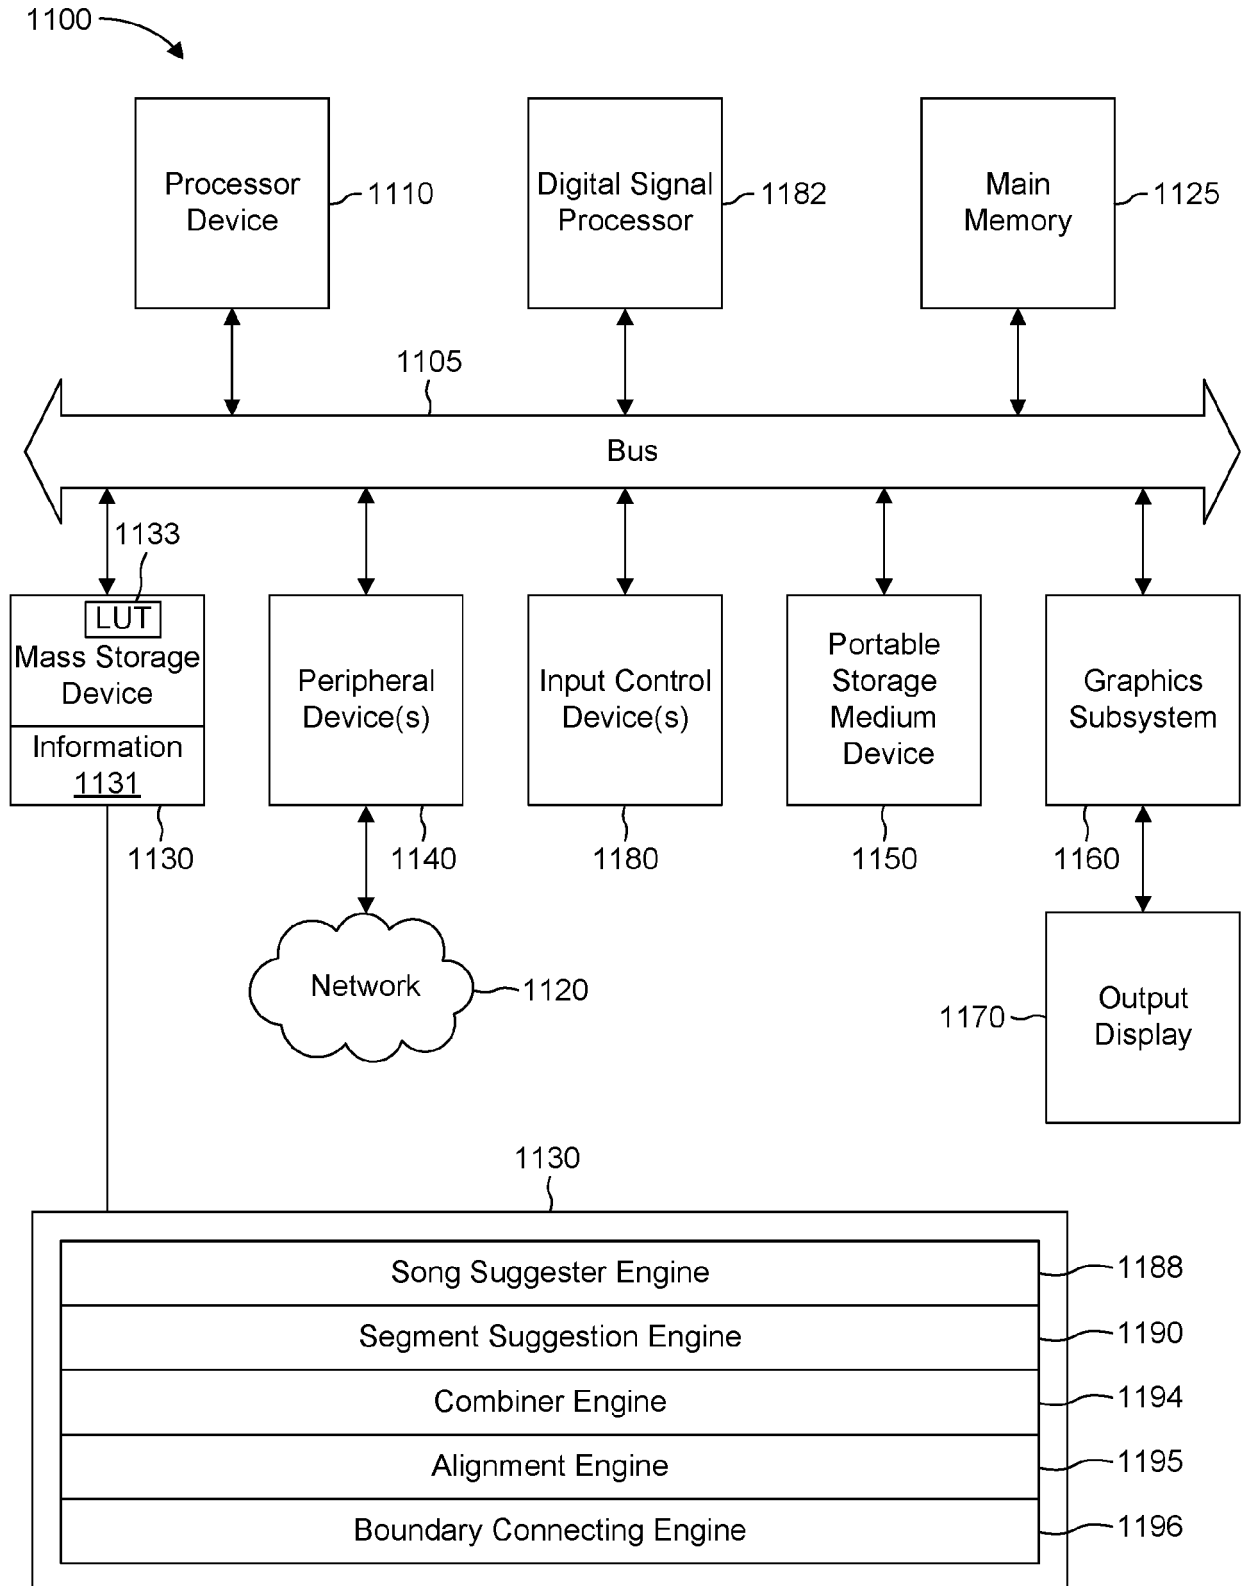 1100
Processor
Device
1110
Digital Signal
Processor
1182
Main
Memory
1125
1105
Bus
1133
LUT
Mass Storage
Device
Information
1131
1130
Peripheral
Device(s)
1140
Input Control
Device(s)
1180
Portable
Storage
Medium
Device
1150
Graphics
Subsystem
1160
Network
1120
1170
Output
Display
1130
Song Suggester Engine
1188
Segment Suggestion Engine
1190
Combiner Engine
1194
Alignment Engine
1195
Boundary Connecting Engine
1196